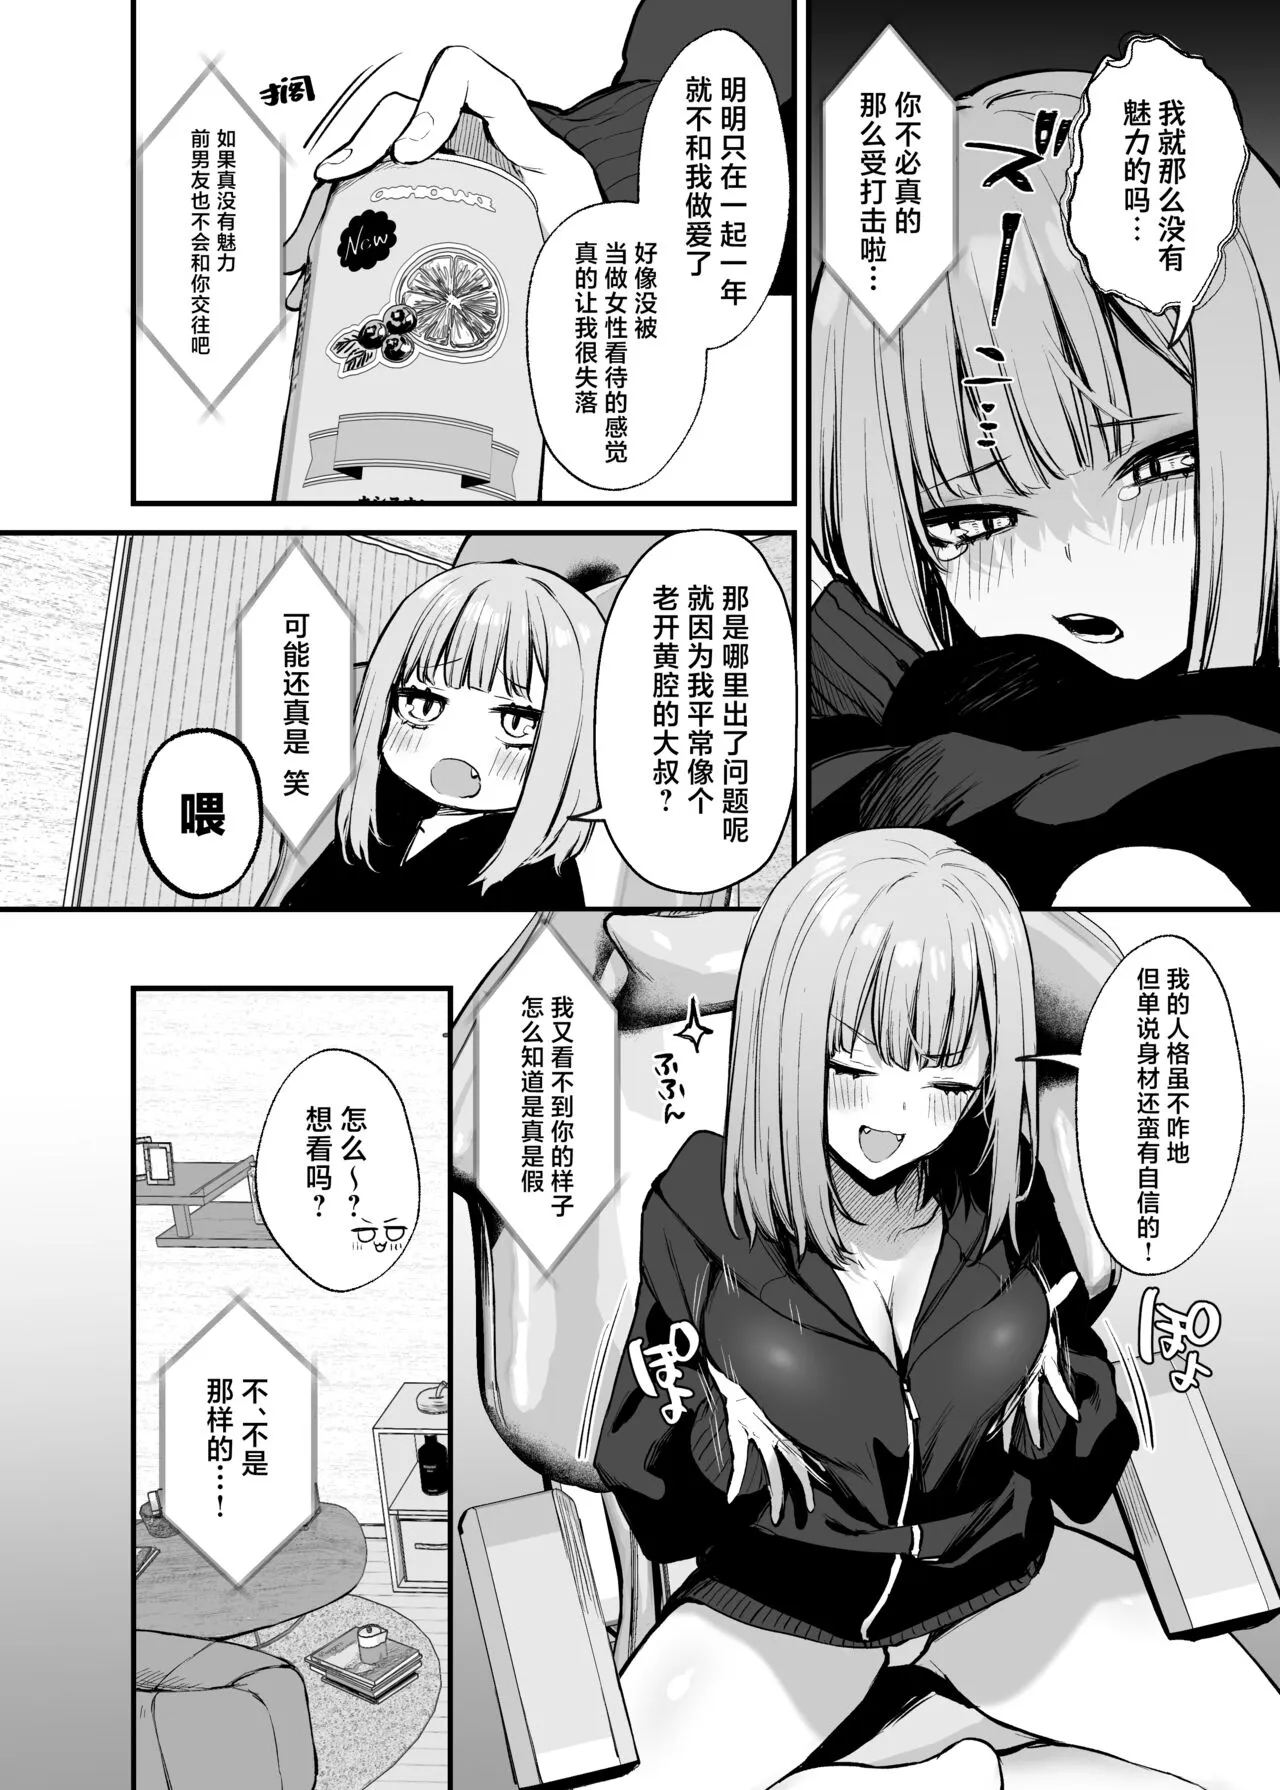 我就那么没有
魅力的吗…
ズーン…
你不必真的
那么受打击啦…
明明只在一起一年
就不和我做爱了
好像没被
当做女性看待的感觉
真的让我很失落
搁
New
如果真没有魅力
前男友也不会和你交往吧
那是哪里出了问题呢
就因为我平常像个
老开黄腔的大叔?
可能还真是 笑
喂
我的人格虽不咋地
但单说身材还蛮有自信的!
ふふん
ぽよ
ぽよ
我又看不到你的样子
怎么知道是真是假
怎么~?
想看吗?
不、不是
那样的…!